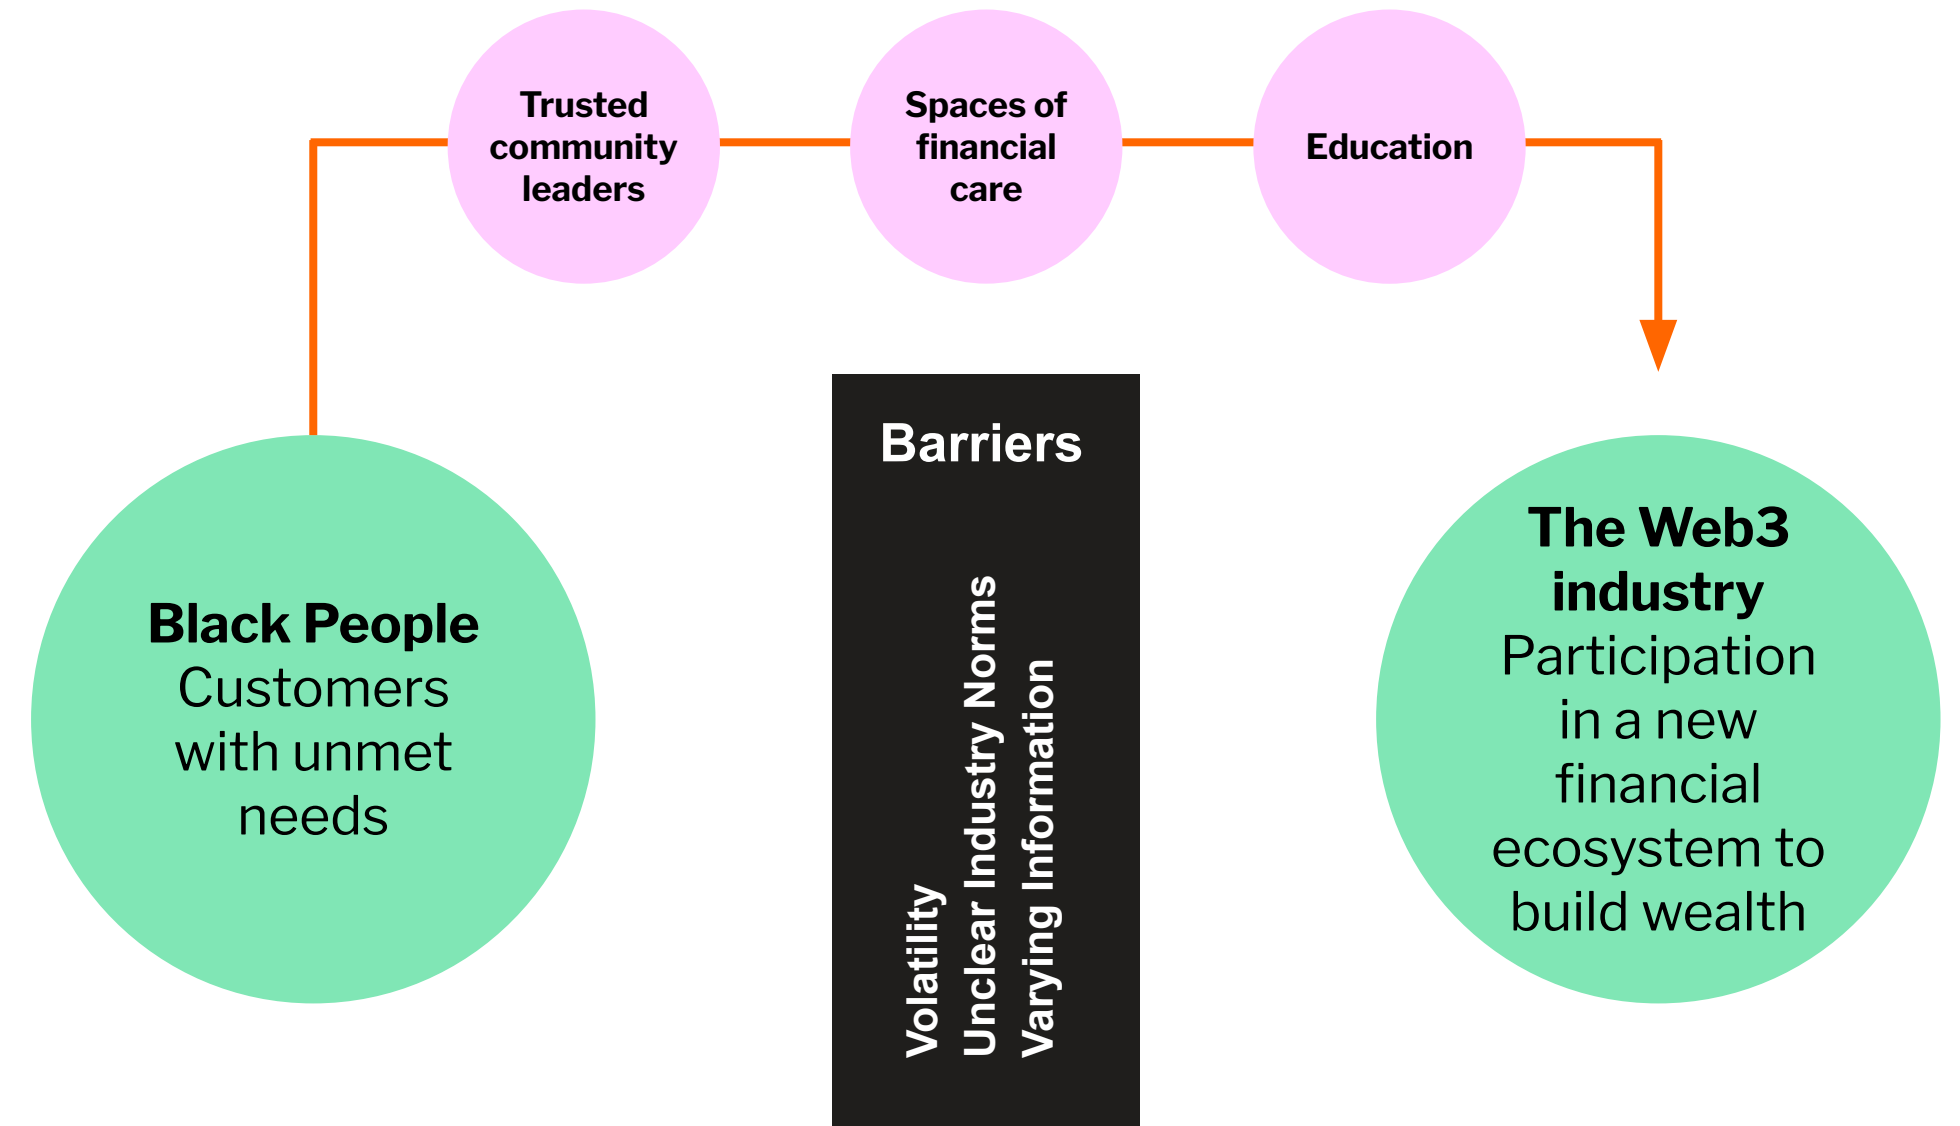 Trusted
community
leaders
Spaces of
financial
care
Education
Black People
Customers
with unmet
needs
Barriers
Volatility
Unclear Industry Norms
Varying Information
The Web3
industry
Participation
in a new
financial
ecosystem to
build wealth